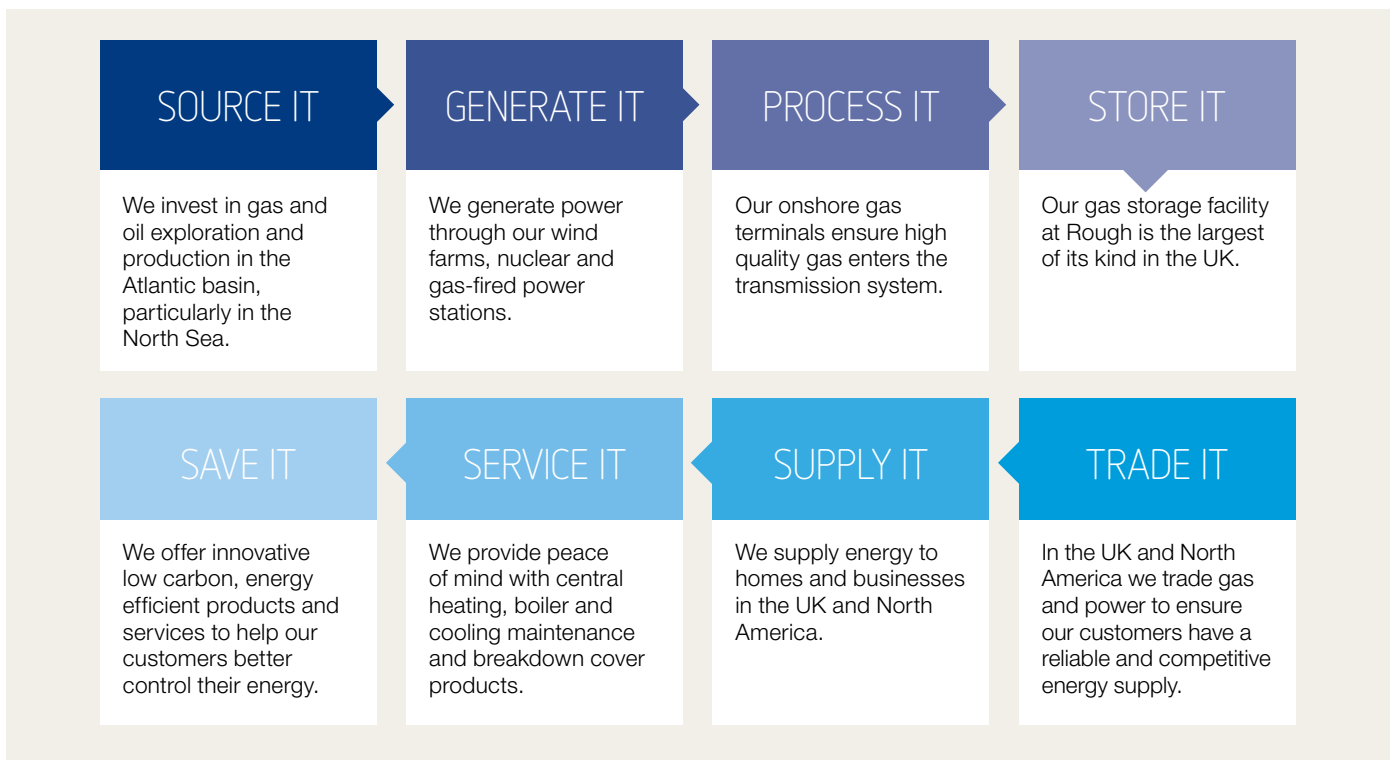 SOURCE IT
We invest in gas and
oil exploration and
production in the
Atlantic basin,
particularly in the
North Sea.
GENERATE IT
We generate power
through our wind
farms, nuclear and
gas-fired power
stations.
PROCESS IT
Our onshore gas
terminals ensure high
quality gas enters the
transmission system.
STORE IT
Our gas storage facility
at Rough is the largest
of its kind in the UK.
TRADE IT
In the UK and North
America we trade gas
and power to ensure
our customers have a
reliable and competitive
energy supply.
SUPPLY IT
We supply energy to
homes and businesses
in the UK and North
America.
SERVICE IT
We provide peace
of mind with central
heating, boiler and
cooling maintenance
and breakdown cover
products.
SAVE IT
We offer innovative
low carbon, energy
efficient products and
services to help our
customers better
control their energy.